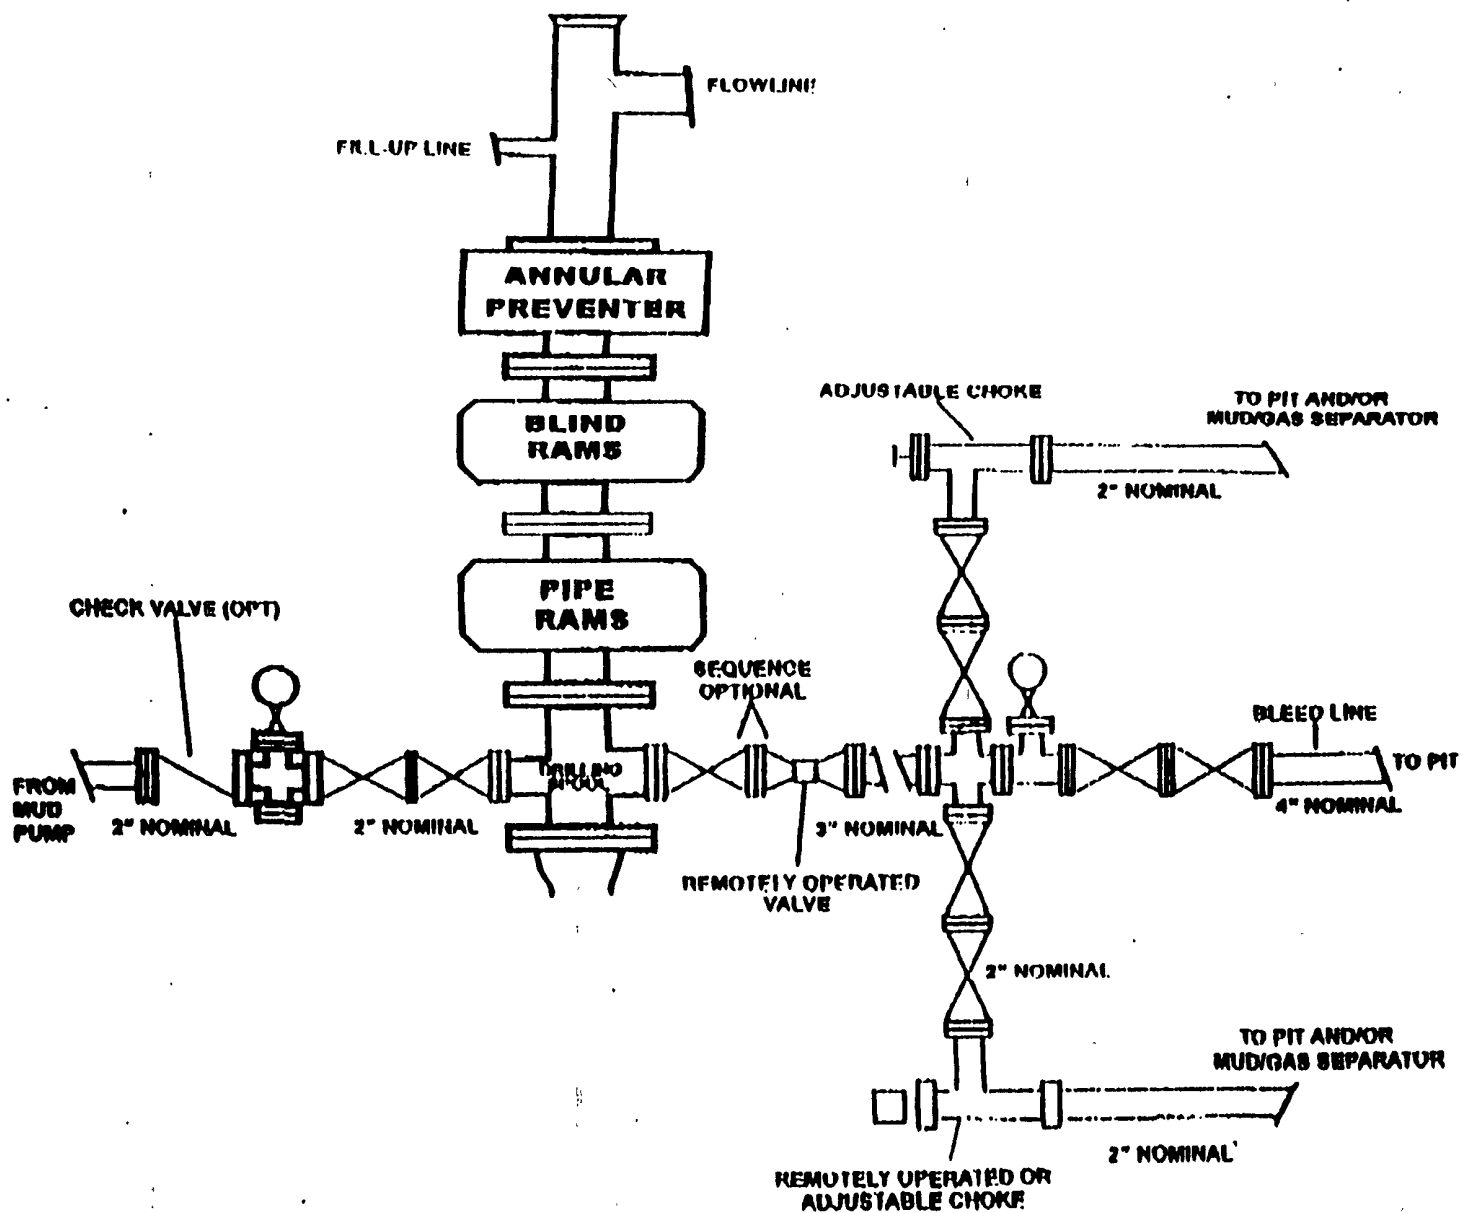 FLOWLINE
FILL-UP LINE
ANNULAR
PREVENTER
BLIND
RAMS
ADJUSTABLE CHOKE
TO PIT AND/OR
MUD/GAS SEPARATOR
2" NOMINAL
PIPE
RAMS
CHECK VALVE (OPT)
SEQUENCE
OPTIONAL
BLEED LINE
TO PIT
4" NOMINAL
DRILLING
SPOOL
FROM
MUD
PUMP
2" NOMINAL
2" NOMINAL
3" NOMINAL
REMOTELY OPERATED
VALVE
2" NOMINAL
TO PIT AND/OR
MUD/GAS SEPARATOR
2" NOMINAL
REMOTELY OPERATED OR
ADJUSTABLE CHOKE